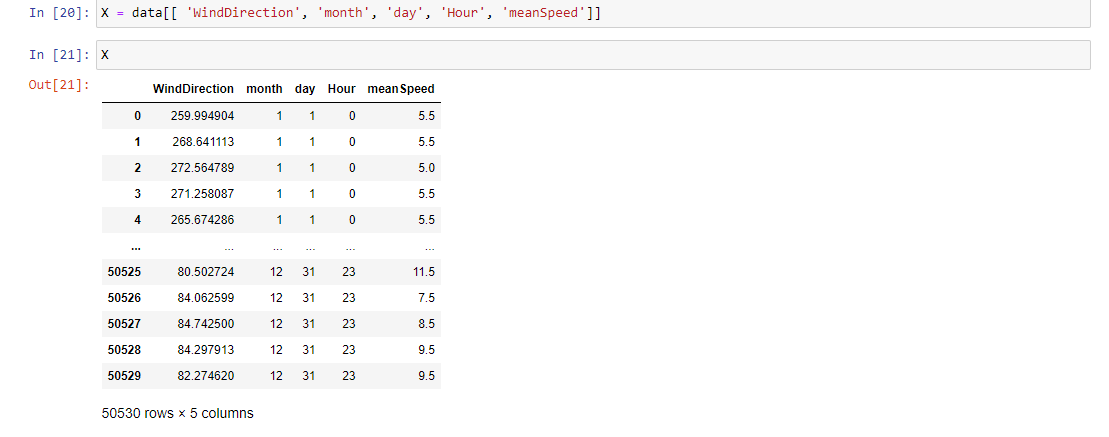 In [20]: X = data[[ 'WindDirection', 'month', 'day', 'Hour', 'meanSpeed']]
In [21]: X
Out[21]:
WindDirection month day Hour meanSpeed
0 259.994904 1 1 0 5.5
1 268.641113 1 1 0 5.5
2 272.564789 1 1 0 5.0
3 271.258087 1 1 0 5.5
4 265.674286 1 1 0 5.5
... ... ... ... ... ...
50525 80.502724 12 31 23 11.5
50526 84.062599 12 31 23 7.5
50527 84.742500 12 31 23 8.5
50528 84.297913 12 31 23 9.5
50529 82.274620 12 31 23 9.5
50530 rows × 5 columns